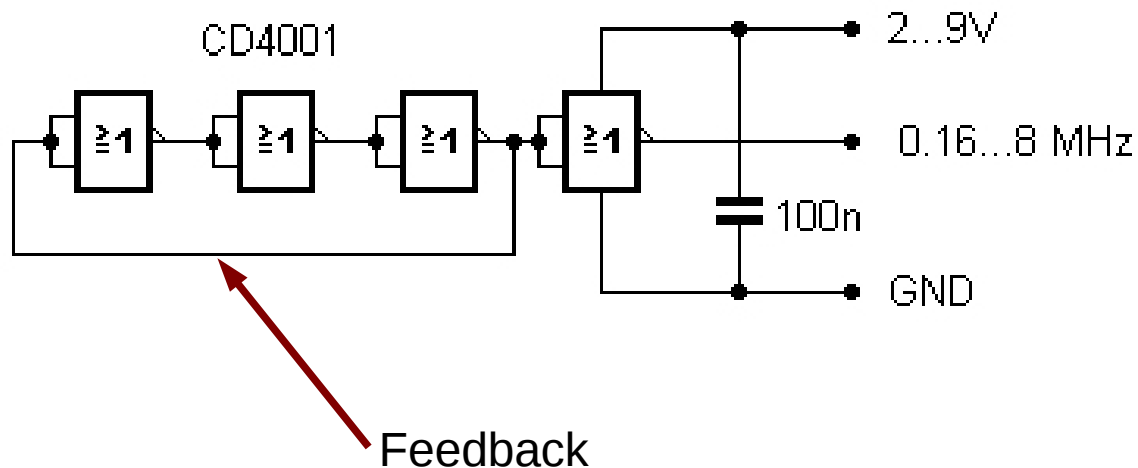 CD4001
2...9V
≥1
≥1
≥1
≥1
0.16...8 MHz
100n
GND
Feedback